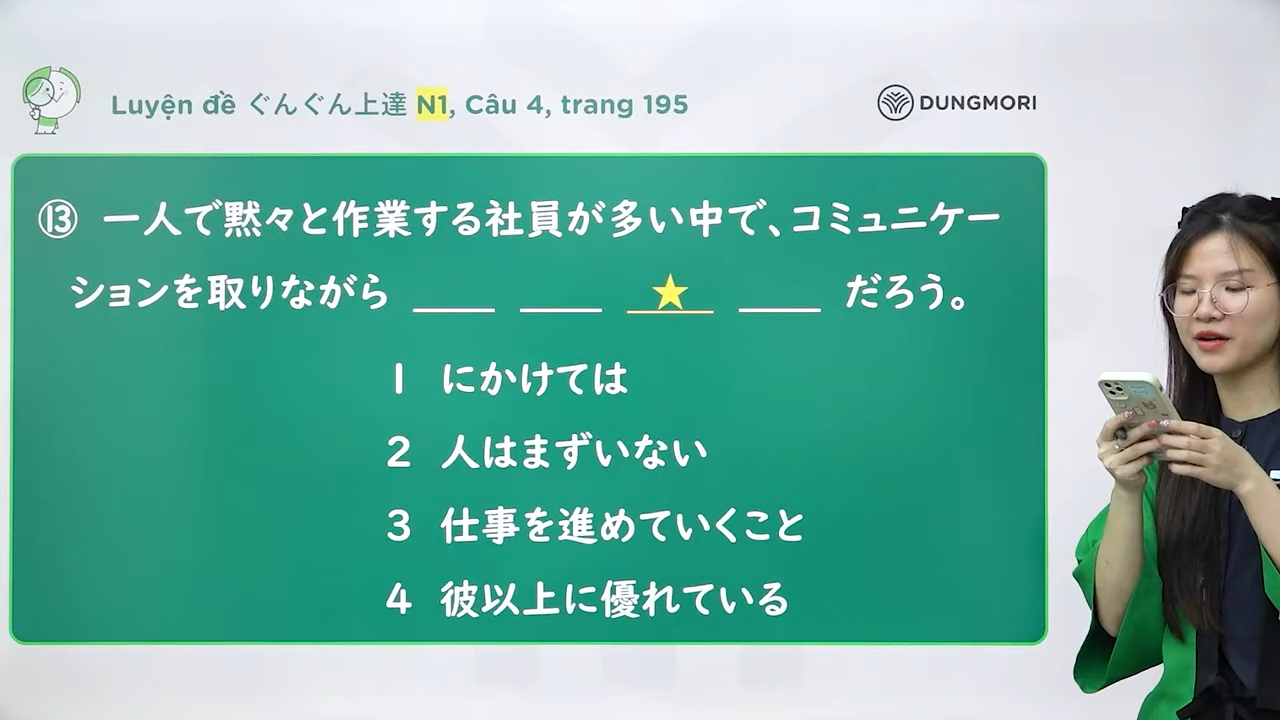 Luyện đề ぐんぐん上達 N1, Câu 4, trang 195
DUNGMORI
⑬ 一人で黙々と作業する社員が多い中で、コミュニケー
ションを取りながら ____ ____ __★__ ____ だろう。
1 にかけては
2 人はまずいない
3 仕事を進めていくこと
4 彼以上に優れている